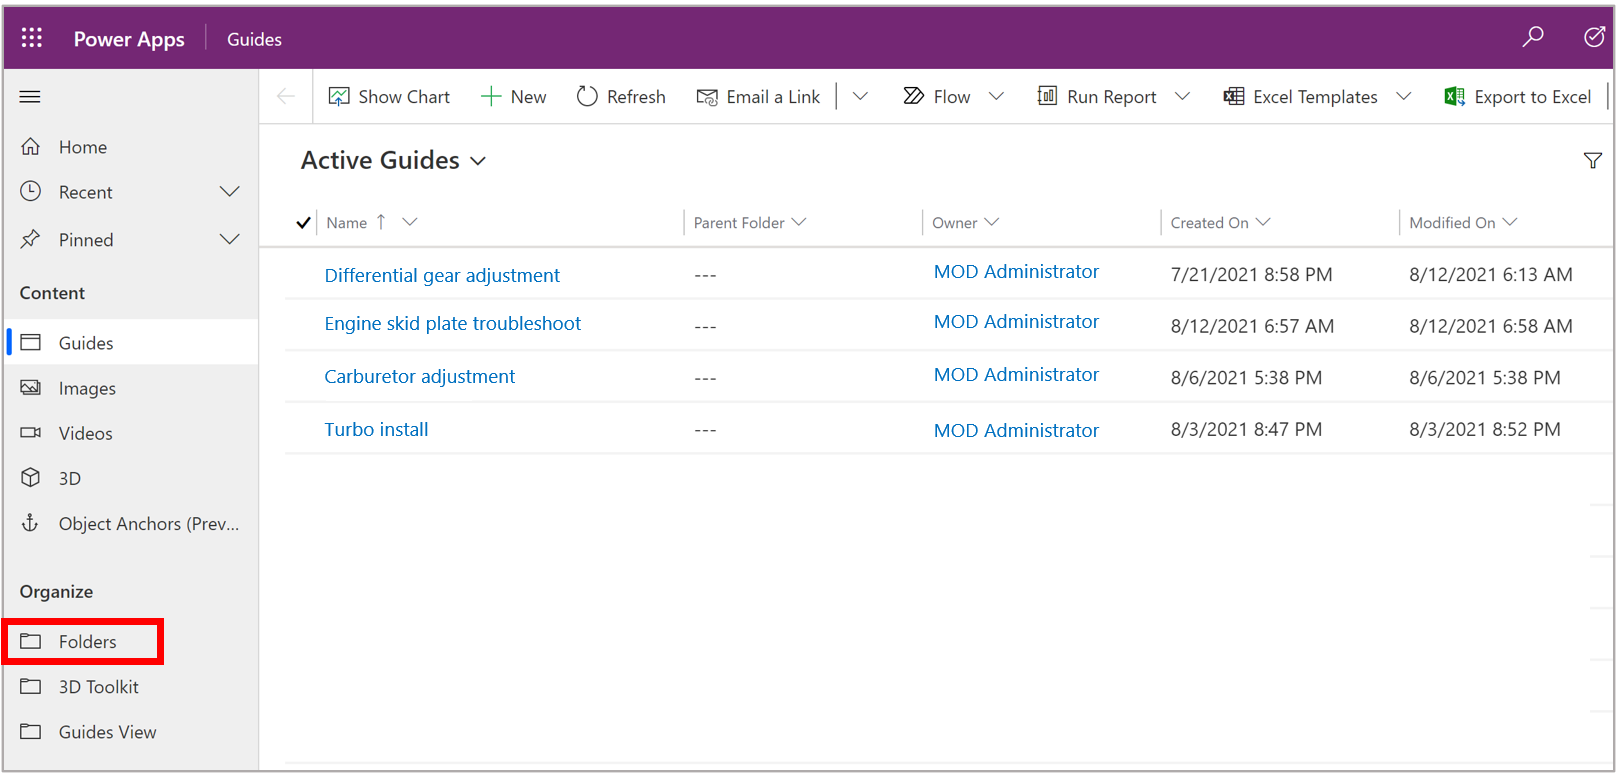 Power Apps Guides
Show Chart New Refresh Email a Link Flow Run Report Excel Templates Export to Excel
Home
Recent
Pinned
Content
Guides
Images
Videos
3D
Object Anchors (Prev...
Organize
Folders
3D Toolkit
Guides View
Active Guides
Name Parent Folder Owner Created On Modified On
Differential gear adjustment --- MOD Administrator 7/21/2021 8:58 PM 8/12/2021 6:13 AM
Engine skid plate troubleshoot --- MOD Administrator 8/12/2021 6:57 AM 8/12/2021 6:58 AM
Carburetor adjustment --- MOD Administrator 8/6/2021 5:38 PM 8/6/2021 5:38 PM
Turbo install --- MOD Administrator 8/3/2021 8:47 PM 8/3/2021 8:52 PM